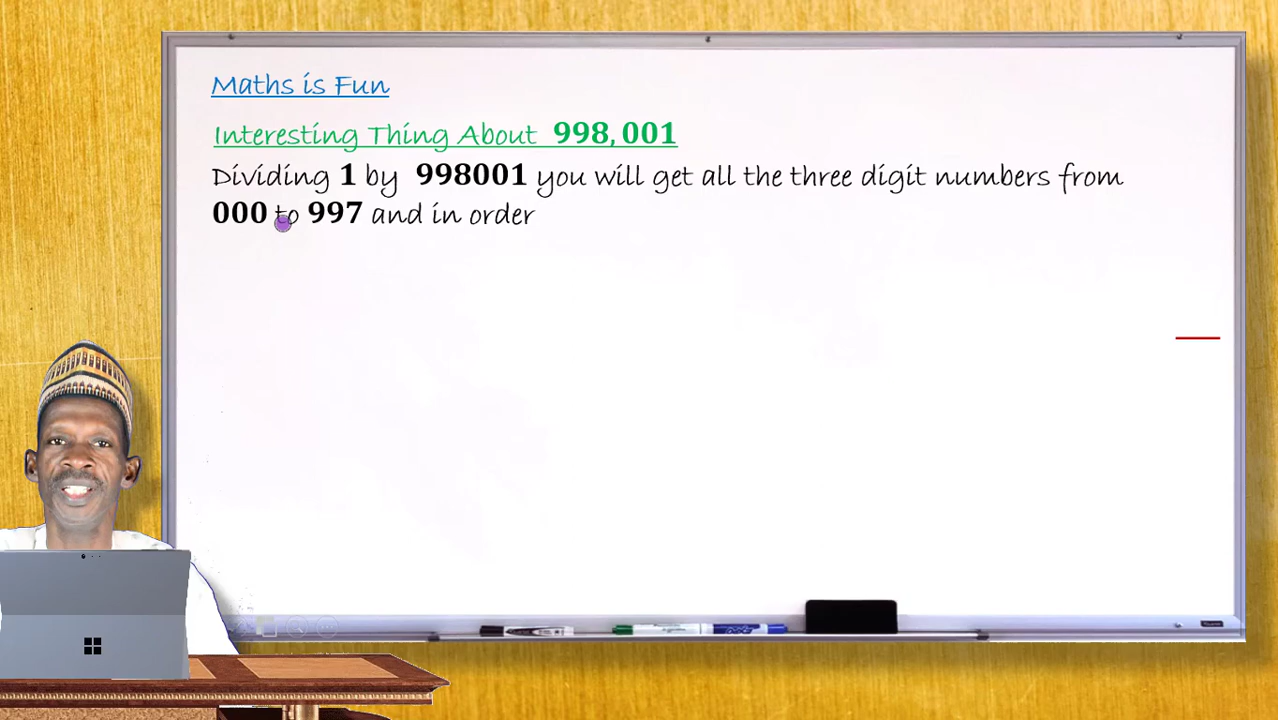 Maths is Fun
Interesting Thing About 998,001
Dividing 1 by 998001 you will get all the three digit numbers from
000 to 997 and in order